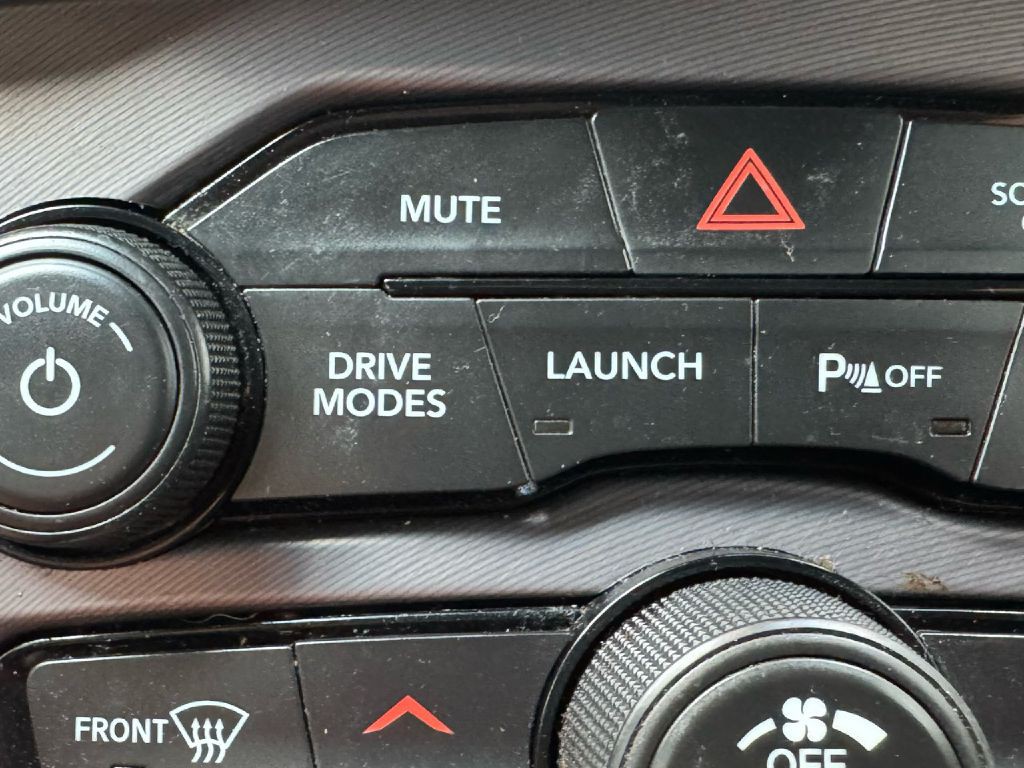 MUTE
VOLUME
DRIVE
MODES
LAUNCH
P OFF
FRONT
OFF